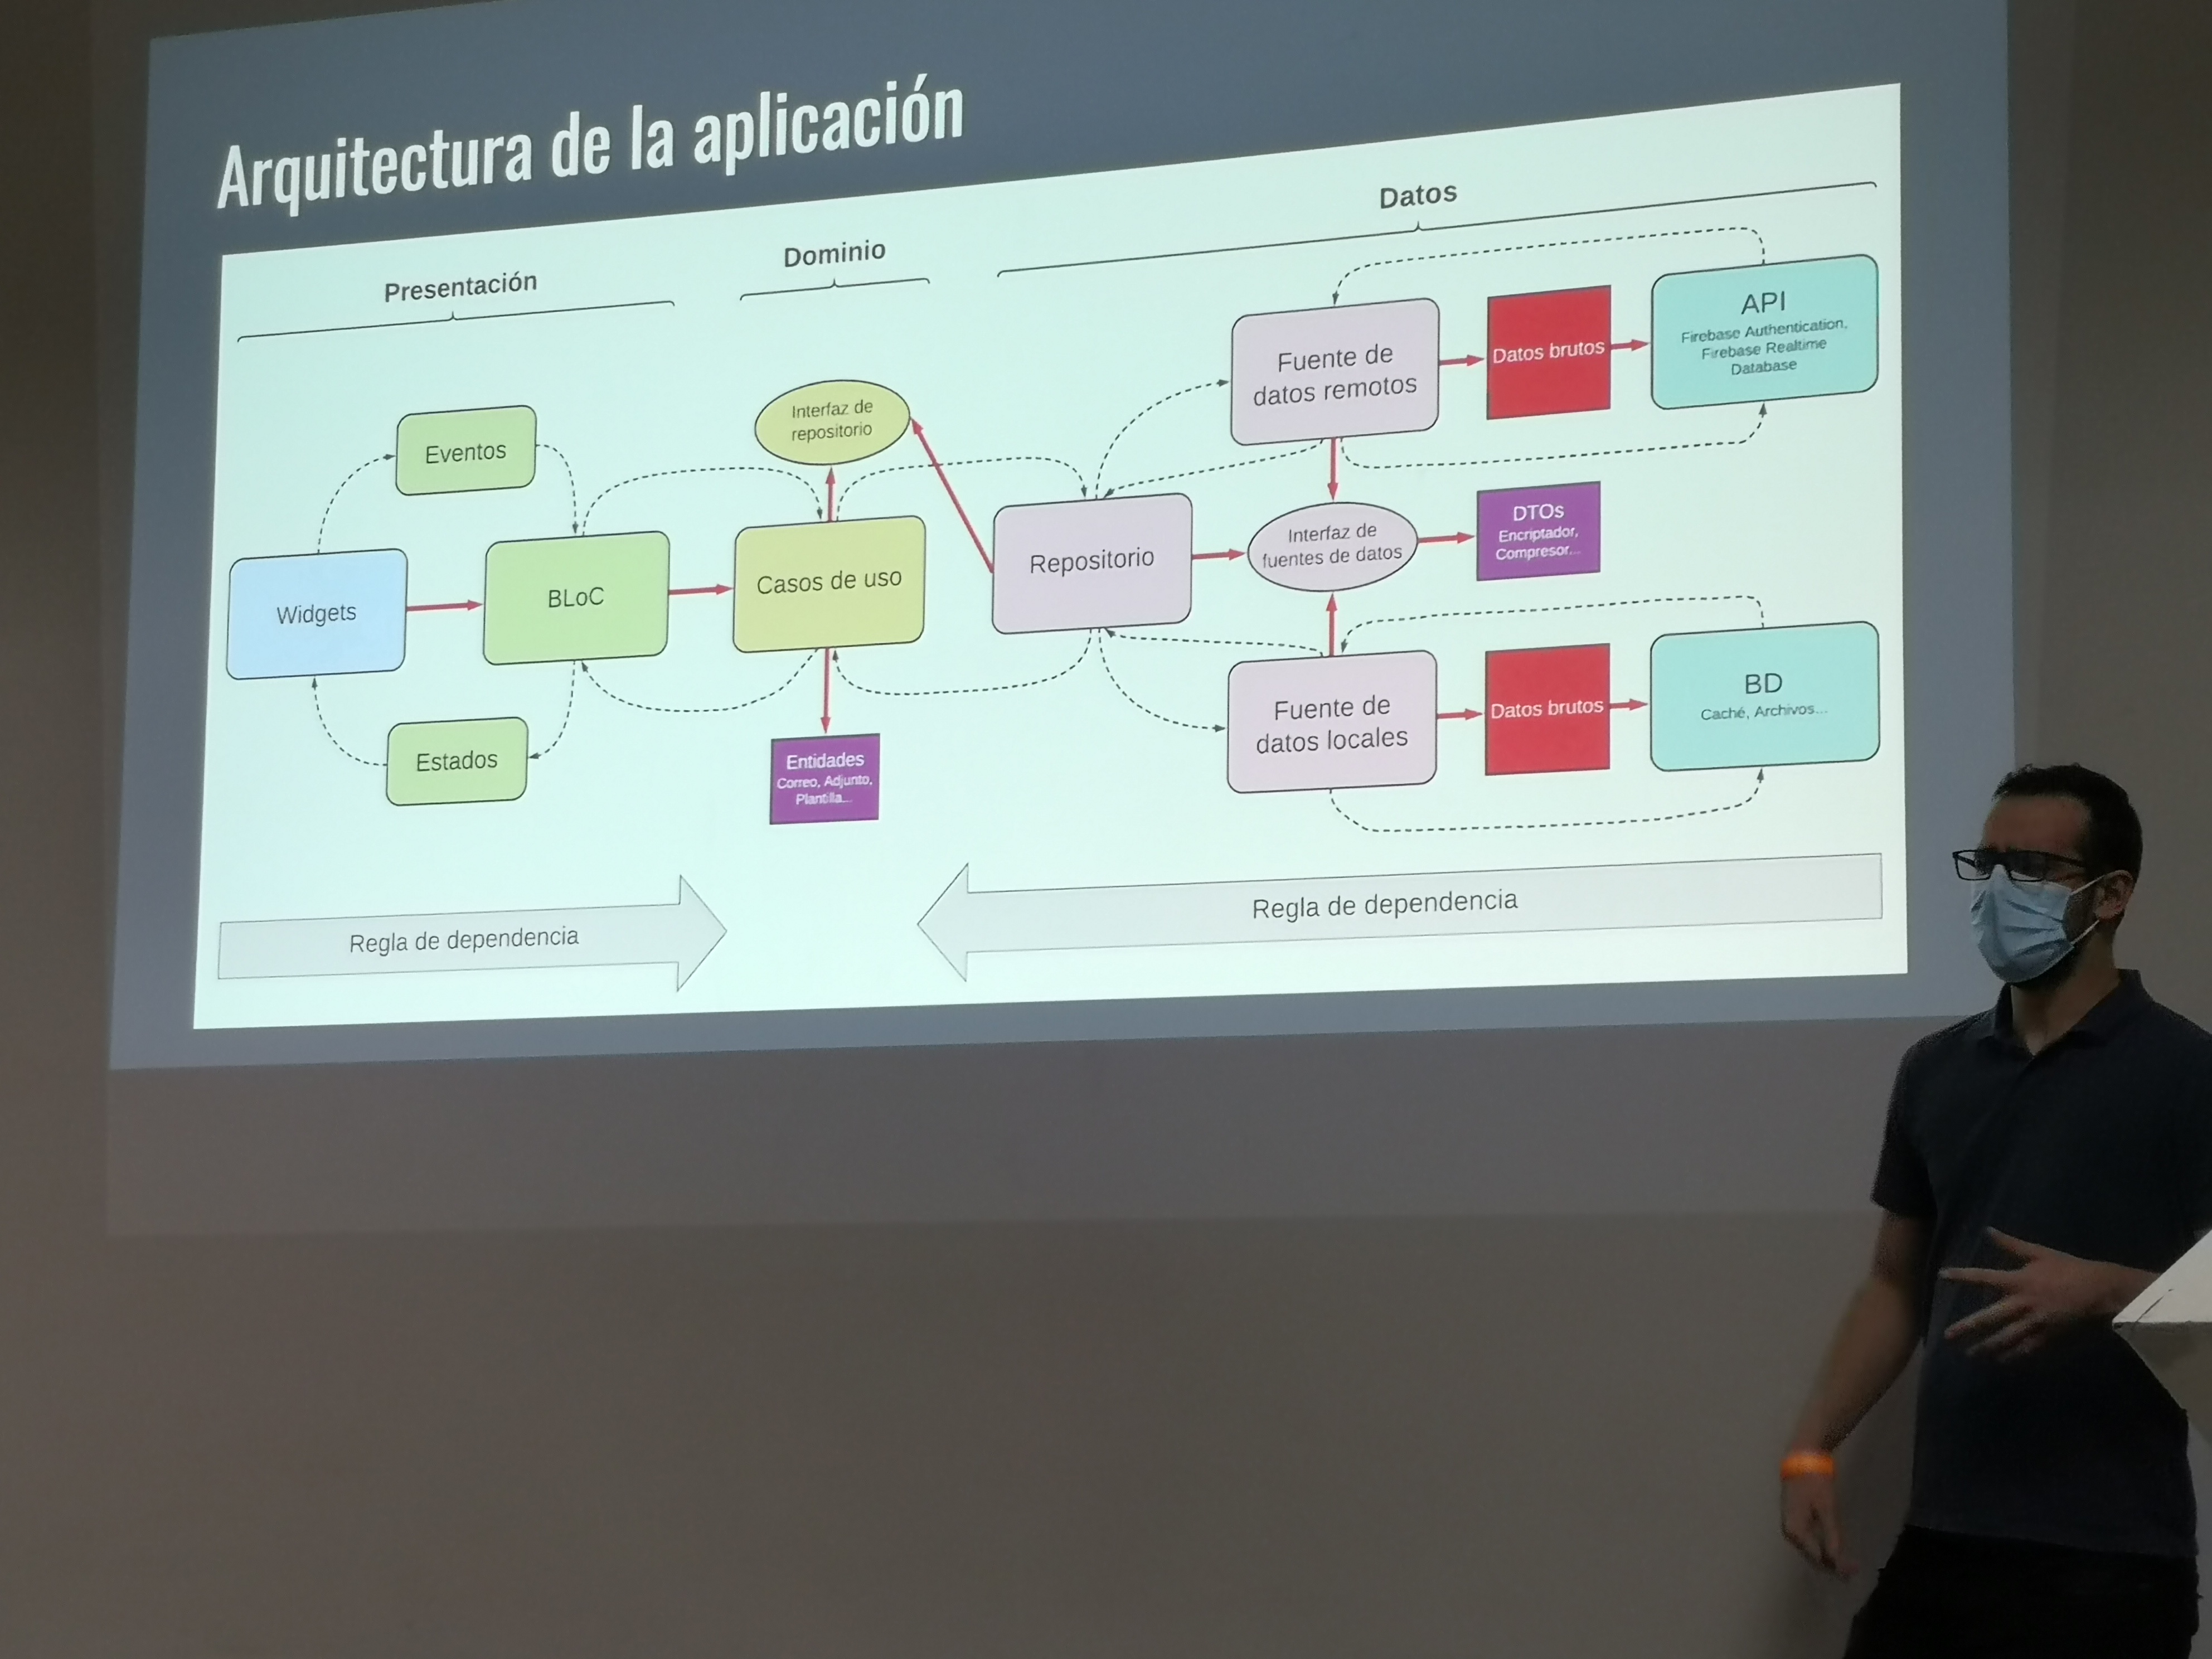 Arquitectura de la aplicación
Presentación
Dominio
Datos
Eventos
Widgets
BLoC
Estados
Interfaz de
repositorio
Casos de uso
Entidades
Correo, Adjunto,
Plantilla...
Repositorio
Fuente de
datos remotos
Datos brutos
API
Firebase Authentication,
Firebase Realtime
Database
Interfaz de
fuentes de datos
DTOs
Encriptador,
Compresor...
Fuente de
datos locales
Datos brutos
BD
Caché, Archivos...
Regla de dependencia
Regla de dependencia